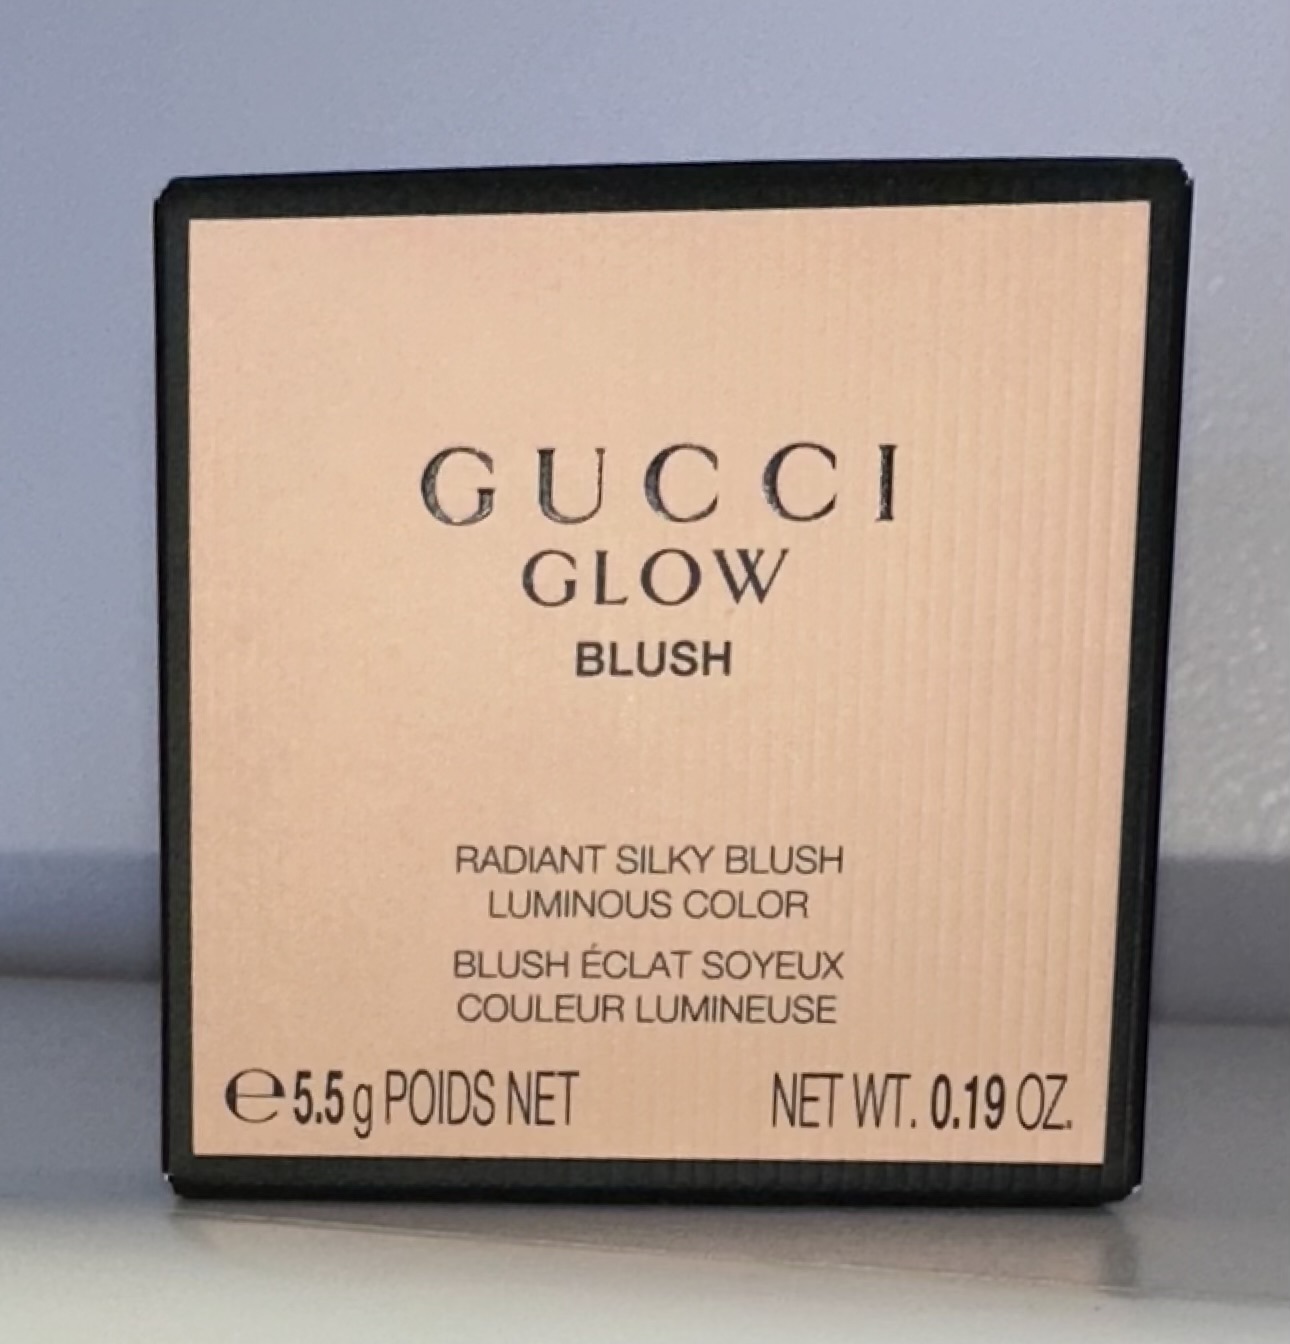 GUCCI
GLOW
BLUSH
RADIANT SILKY BLUSH
LUMINOUS COLOR
BLUSH ÉCLAT SOYEUX
COULEUR LUMINEUSE
℮ 5.5 g POIDS NET NET WT. 0.19 OZ.